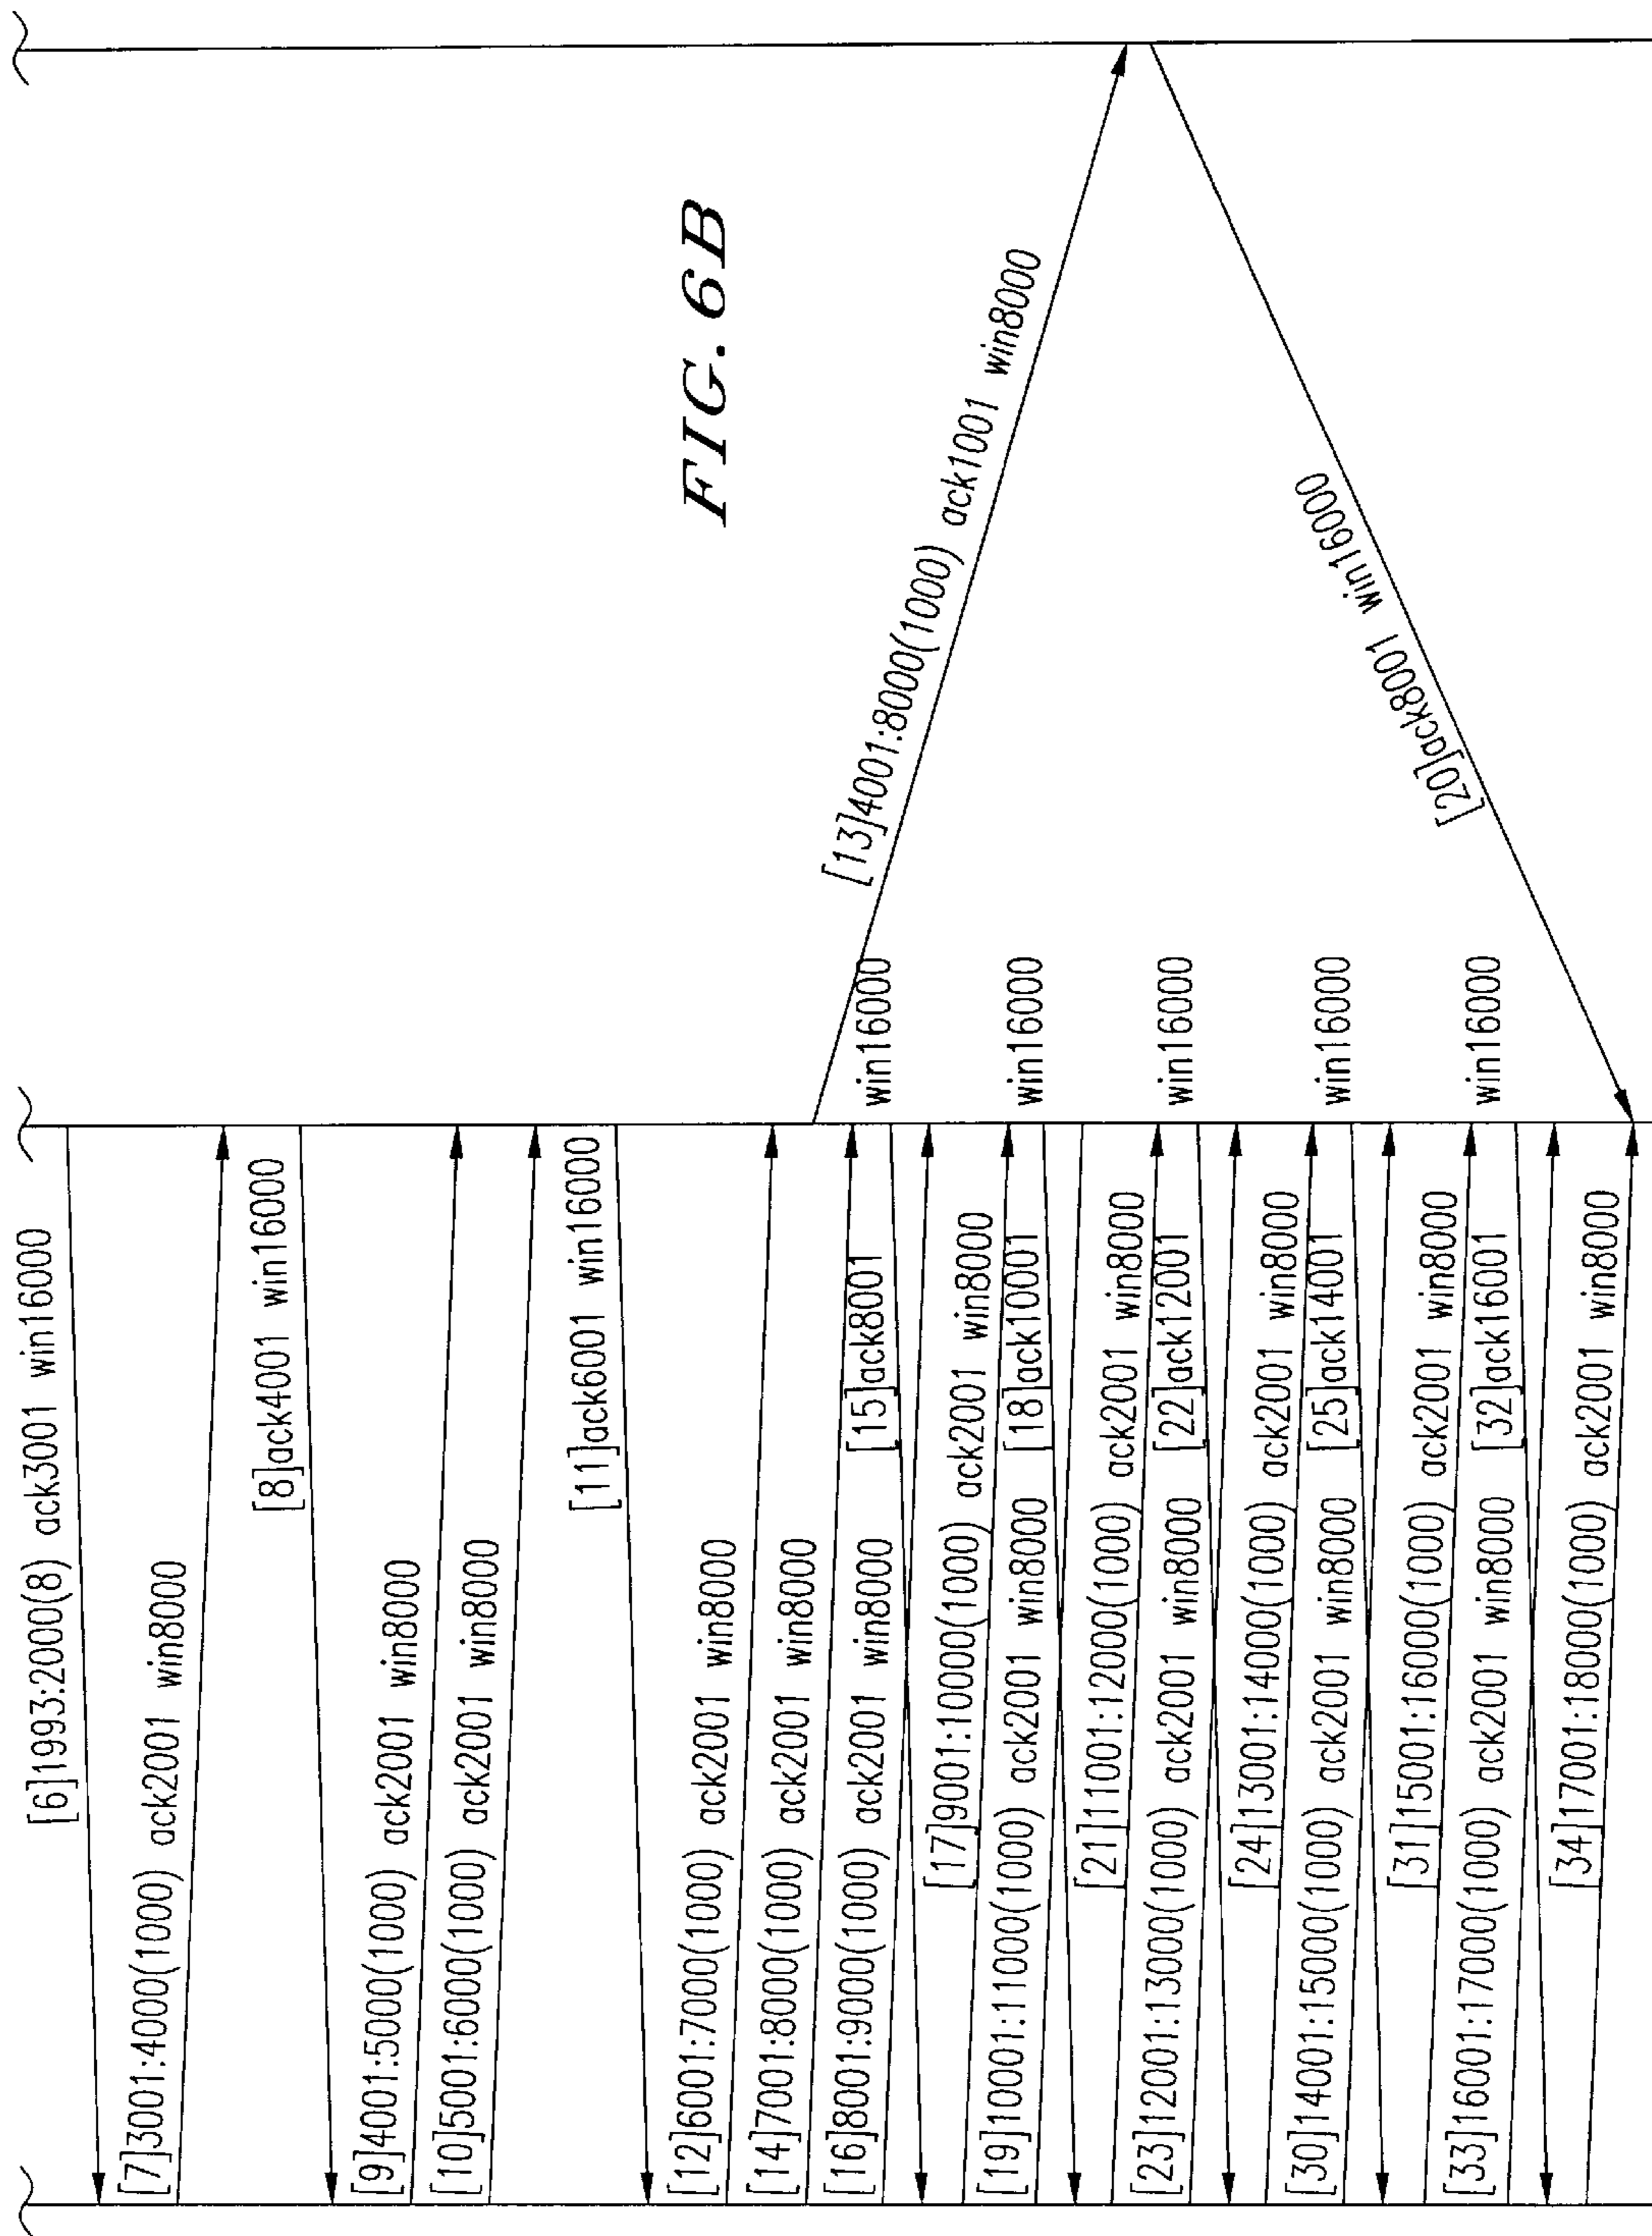 [6]1993:2000(8) ack3001 win16000
[7]3001:4000(1000) ack2001 win8000
[8]ack4001 win16000
[9]4001:5000(1000) ack2001 win8000
[10]5001:6000(1000) ack2001 win8000
[11]ack6001 win16000
[12]6001:7000(1000) ack2001 win8000
[13]4001:8000(1000) ack1001 win8000
[14]7001:8000(1000) ack2001 win8000
[15]ack8001 win16000
[16]8001:9000(1000) ack2001 win8000
[17]9001:10000(1000) ack2001 win8000
[18]ack10001 win16000
[19]10001:11000(1000) ack2001 win8000
[20]ack8001 win16000
[21]11001:12000(1000) ack2001 win8000
[22]ack12001 win16000
[23]12001:13000(1000) ack2001 win8000
[24]13001:14000(1000) ack2001 win8000
[25]ack14001 win16000
[30]14001:15000(1000) ack2001 win8000
[31]15001:16000(1000) ack2001 win8000
[32]ack16001 win16000
[33]16001:17000(1000) ack2001 win8000
[34]17001:18000(1000) ack2001 win8000
FIG. 6B